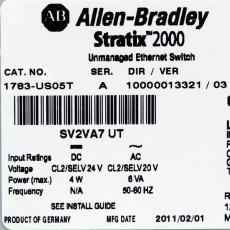 AB Allen-Bradley
Stratix™ 2000
Unmanaged Ethernet Switch
CAT. NO. SER. DIR / VER
1783-US05T A 10000013321 / 03
SV2VA7 UT
Input Ratings DC AC
Voltage CL2/SELV 24 V CL2/SELV 20 V
Power (max.) 4 W 6 VA
Frequency N/A 50-60 HZ
SEE INSTALL GUIDE
PRODUCT OF GERMANY MFG DATE 2011/02/01